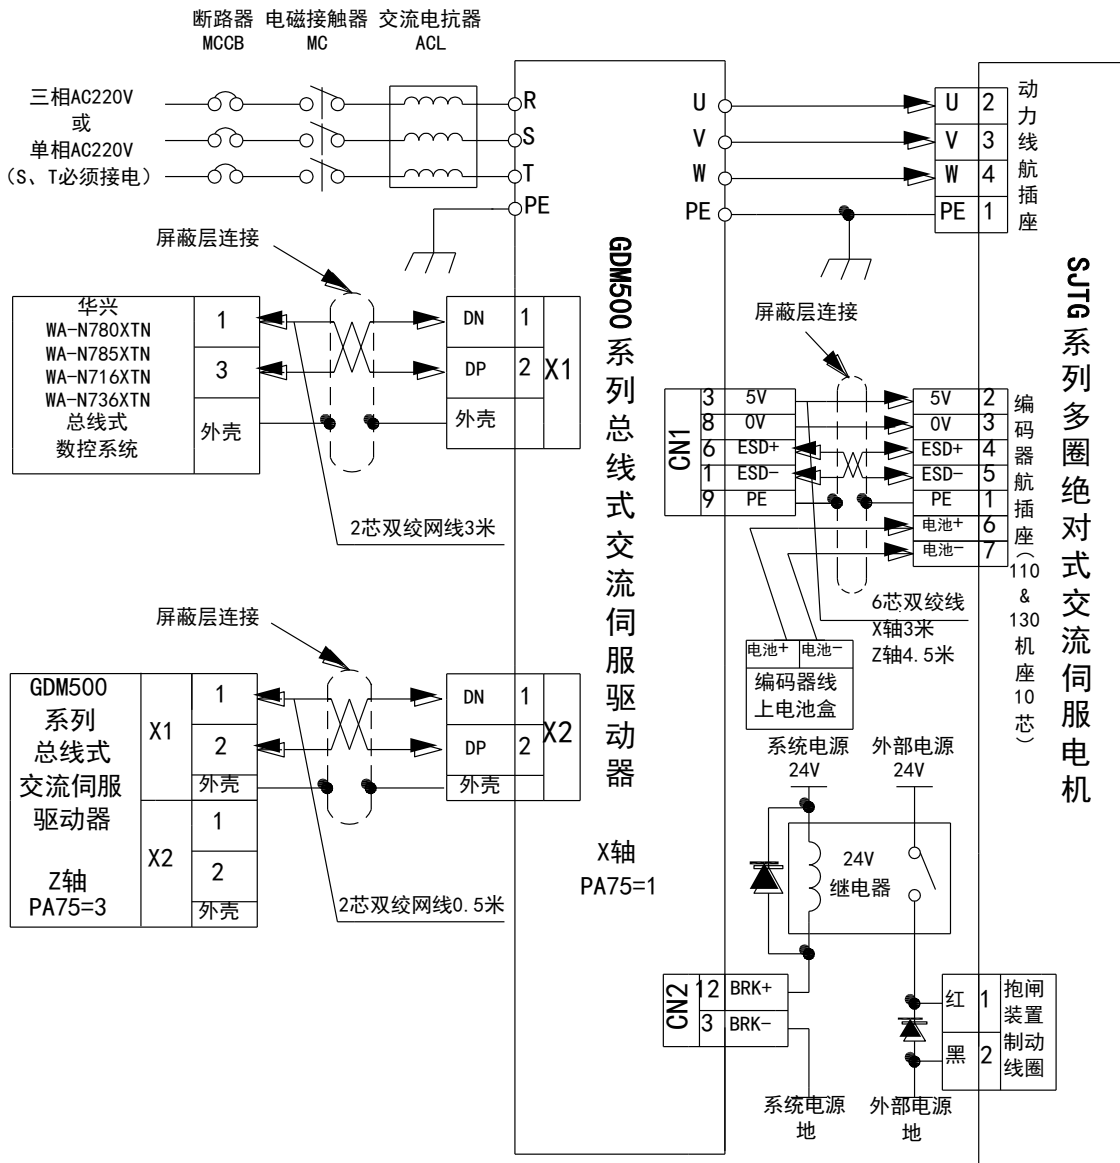 断路器 电磁接触器 交流电抗器
MCCB MC ACL
三相AC220V
或
单相AC220V
(S、T必须接电)
R
S
T
PE
U
V
W
PE
U 2
V 3
W 4
PE 1
动力线航插座
屏蔽层连接
华兴
WA-N780XTN
WA-N785XTN
WA-N716XTN
WA-N736XTN
总线式
数控系统
1
3
外壳
DN 1
DP 2
外壳
X1
2芯双绞网线3米
屏蔽层连接
GDM500
系列
总线式
交流伺服
驱动器
Z轴
PA75=3
X1
1
2
外壳
X2
1
2
外壳
DN 1
DP 2
外壳
X2
2芯双绞网线0.5米
GDM500系列总线式交流伺服驱动器
X轴
PA75=1
屏蔽层连接
CN1
3 5V
8 0V
6 ESD+
1 ESD-
9 PE
5V 2
0V 3
ESD+ 4
ESD- 5
PE 1
电池+ 6
电池- 7
编码器航插座(110&130机座10芯)
6芯双绞线
X轴3米
Z轴4.5米
电池+ 电池-
编码器线
上电池盒
系统电源 外部电源
24V 24V
24V
继电器
CN2
12 BRK+
3 BRK-
红 1
黑 2
抱闸
装置
制动
线圈
系统电源 外部电源
地 地
SJTG系列多圈绝对式交流伺服电机